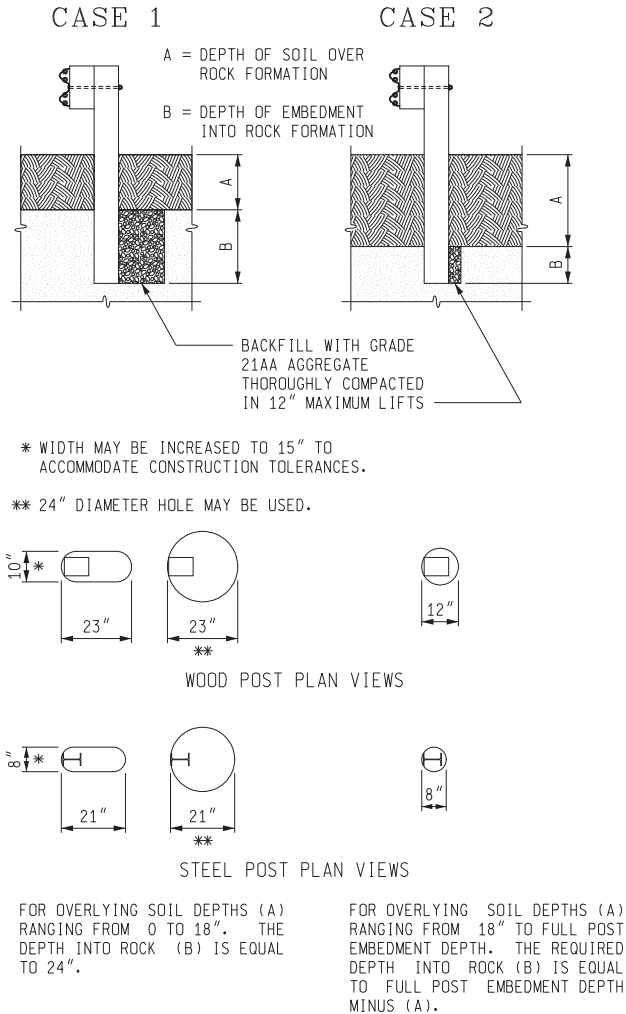 CASE 1
CASE 2
A = DEPTH OF SOIL OVER
ROCK FORMATION
B = DEPTH OF EMBEDMENT
INTO ROCK FORMATION
A
B
A
B
BACKFILL WITH GRADE
21AA AGGREGATE
THOROUGHLY COMPACTED
IN 12" MAXIMUM LIFTS
* WIDTH MAY BE INCREASED TO 15" TO
ACCOMMODATE CONSTRUCTION TOLERANCES.
** 24" DIAMETER HOLE MAY BE USED.
10" *
23"
23"
**
12"
WOOD POST PLAN VIEWS
8" *
21"
21"
**
8"
STEEL POST PLAN VIEWS
FOR OVERLYING SOIL DEPTHS (A)
RANGING FROM 0 TO 18". THE
DEPTH INTO ROCK (B) IS EQUAL
TO 24".
FOR OVERLYING SOIL DEPTHS (A)
RANGING FROM 18" TO FULL POST
EMBEDMENT DEPTH. THE REQUIRED
DEPTH INTO ROCK (B) IS EQUAL
TO FULL POST EMBEDMENT DEPTH
MINUS (A).